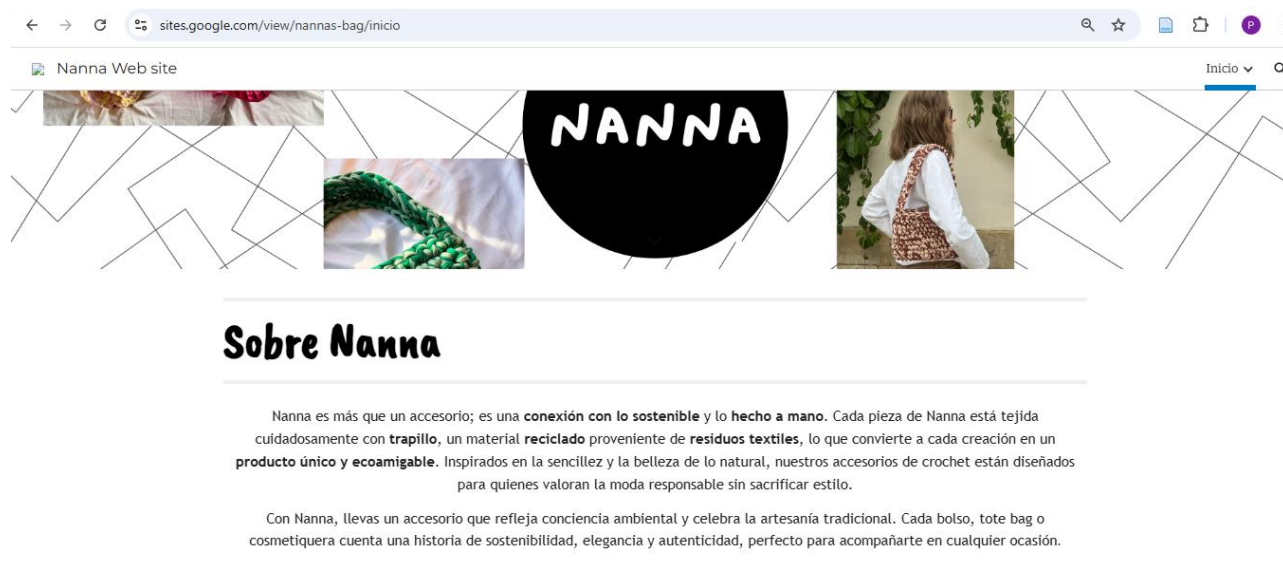 sites.google.com/view/nannas-bag/inicio
P
Nanna Web site
Inicio
NANNA
Sobre Nanna
Nanna es más que un accesorio; es una conexión con lo sostenible y lo hecho a mano. Cada pieza de Nanna está tejida
cuidadosamente con trapillo, un material reciclado proveniente de residuos textiles, lo que convierte a cada creación en un
producto único y ecoamigable. Inspirados en la sencillez y la belleza de lo natural, nuestros accesorios de crochet están diseñados
para quienes valoran la moda responsable sin sacrificar estilo.
Con Nanna, llevas un accesorio que refleja conciencia ambiental y celebra la artesanía tradicional. Cada bolso, tote bag o
cosmetiquera cuenta una historia de sostenibilidad, elegancia y autenticidad, perfecto para acompañarte en cualquier ocasión.